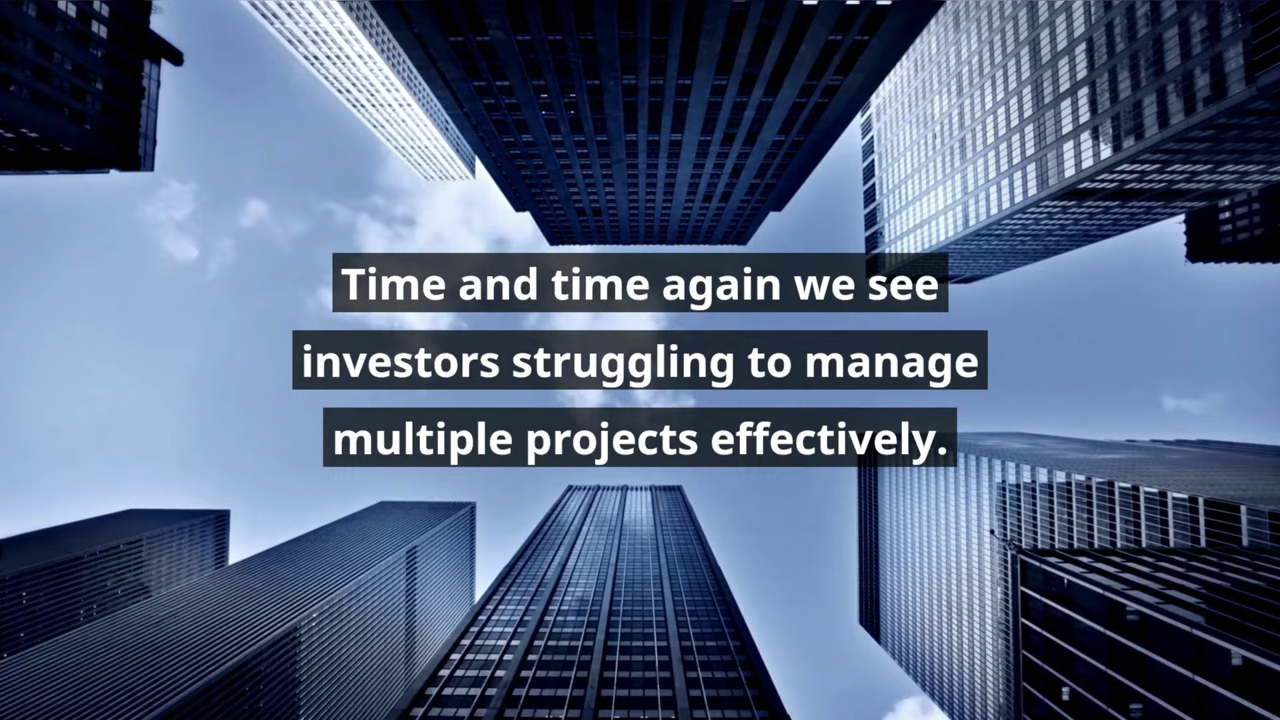 Time and time again we see
investors struggling to manage
multiple projects effectively.